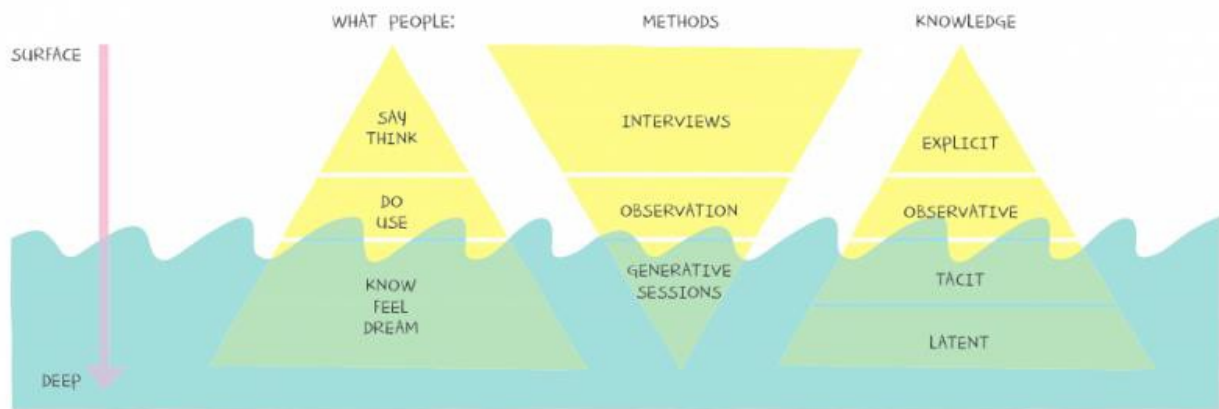 WHAT PEOPLE:
METHODS
KNOWLEDGE
SURFACE
SAY
THINK
DO
USE
KNOW
FEEL
DREAM
INTERVIEWS
OBSERVATION
GENERATIVE
SESSIONS
EXPLICIT
OBSERVATIVE
TACIT
LATENT
DEEP